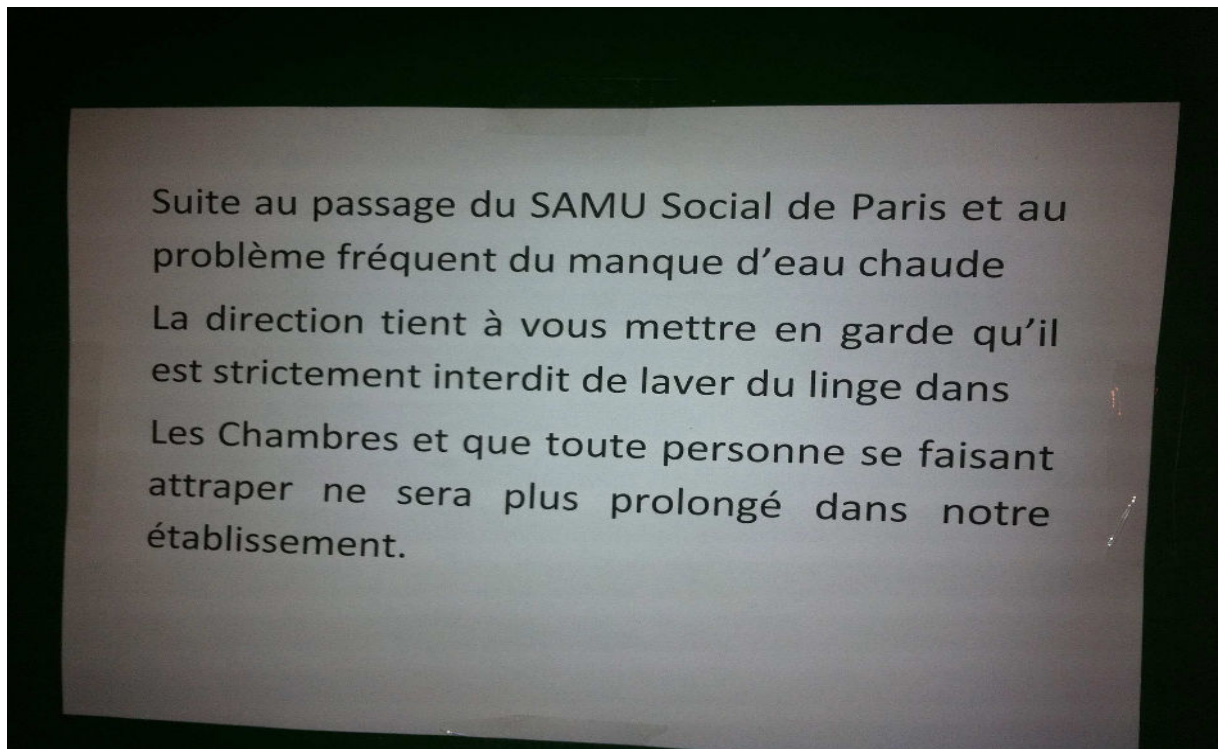 Suite au passage du SAMU Social de Paris et au
problème fréquent du manque d’eau chaude
La direction tient à vous mettre en garde qu’il
est strictement interdit de laver du linge dans
Les Chambres et que toute personne se faisant
attraper ne sera plus prolongé dans notre
établissement.